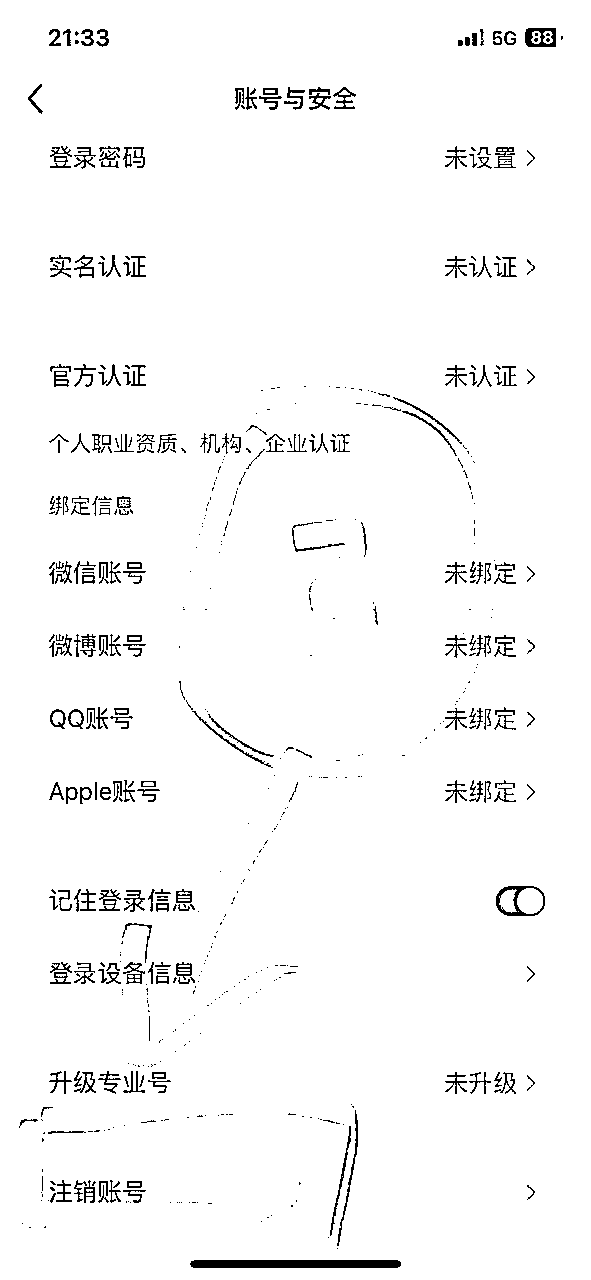 21:33 5G 88
账号与安全
登录密码 未设置
实名认证 未认证
官方认证 未认证
个人职业资质、机构、企业认证
绑定信息
微信账号 未绑定
微博账号 未绑定
QQ账号 未绑定
Apple账号 未绑定
记住登录信息
登录设备信息
升级专业号 未升级
注销账号